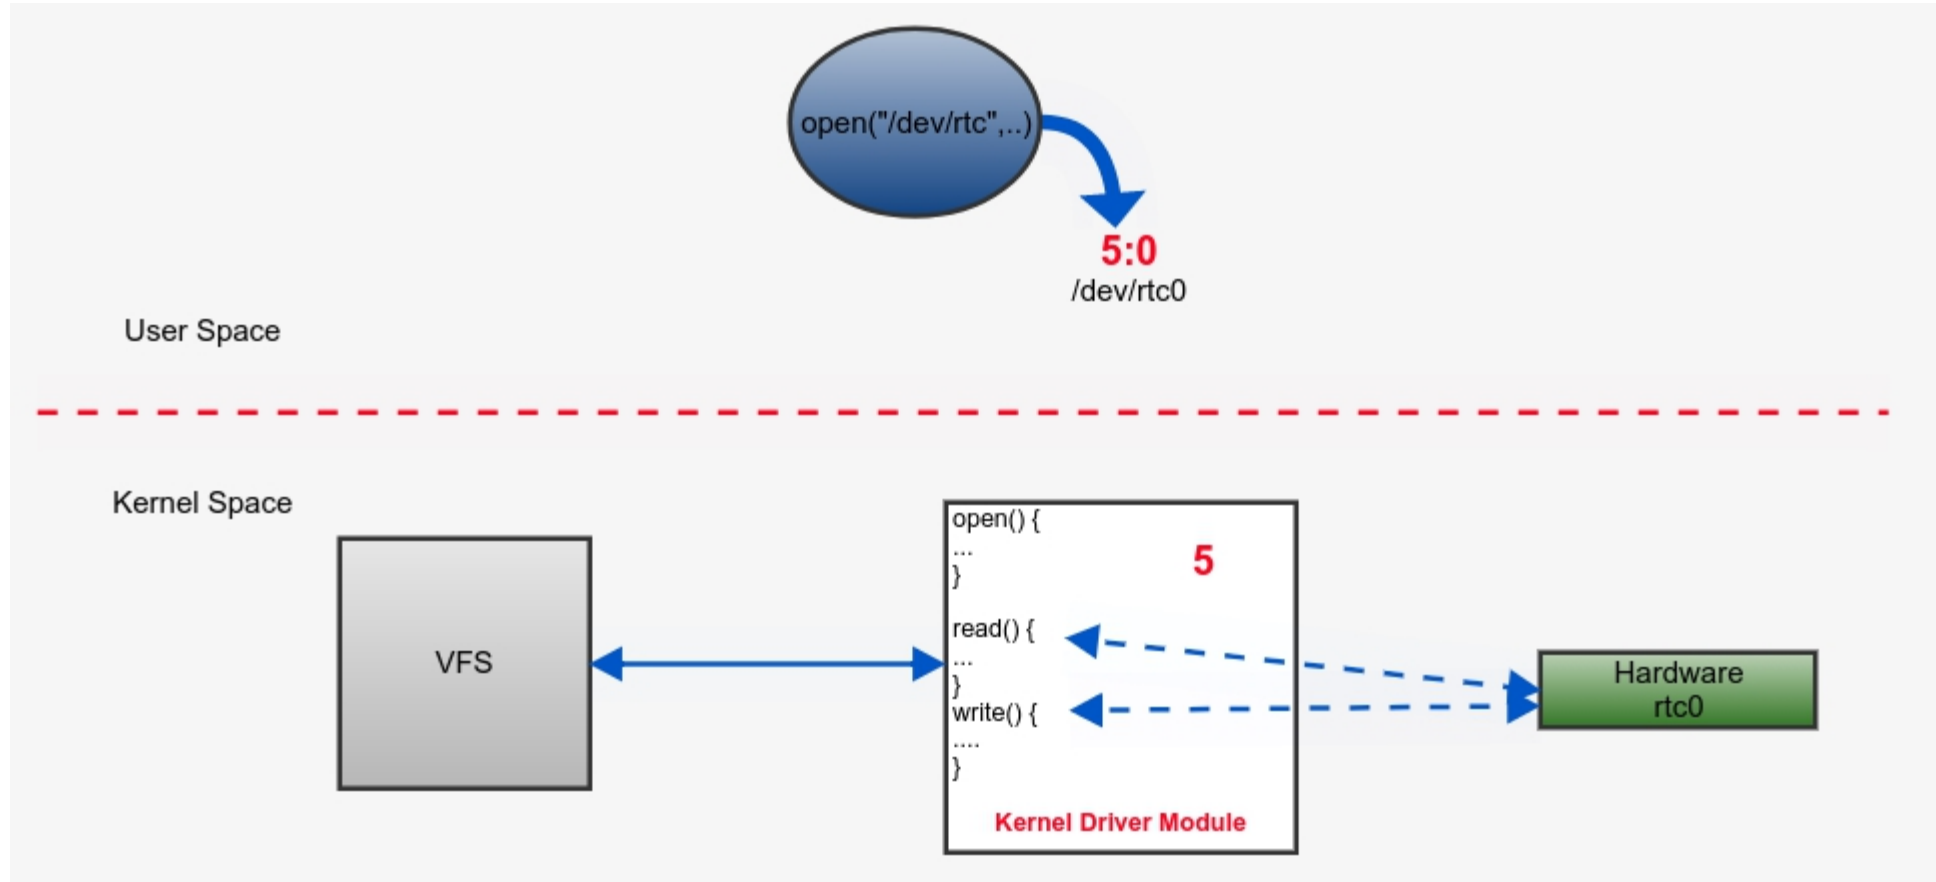 open("/dev/rtc",..)
5:0
/dev/rtc0
User Space
Kernel Space
VFS
open() {
...
}
5
read() {
...
}
write() {
....
}
Kernel Driver Module
Hardware
rtc0